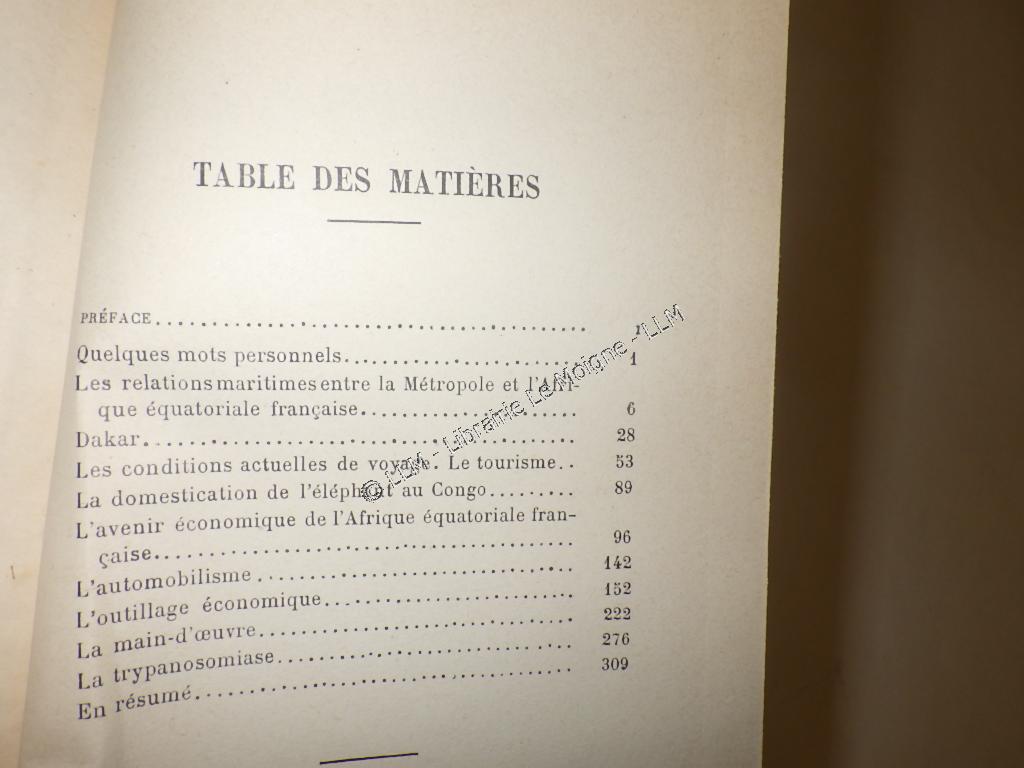 TABLE DES MATIÈRES
PRÉFACE
Quelques mots personnels 1
Les relations maritimes entre la Métropole et l'Afri-
que équatoriale française 6
Dakar 28
Les conditions actuelles de voyage. Le tourisme 53
La domestication de l'éléphant au Congo 89
L'avenir économique de l'Afrique équatoriale fran-
çaise 96
L'automobilisme 142
L'outillage économique 152
La main-d'œuvre 222
La trypanosomiase 276
En résumé 309
© LLM - Librairie Le Moigne - LLM